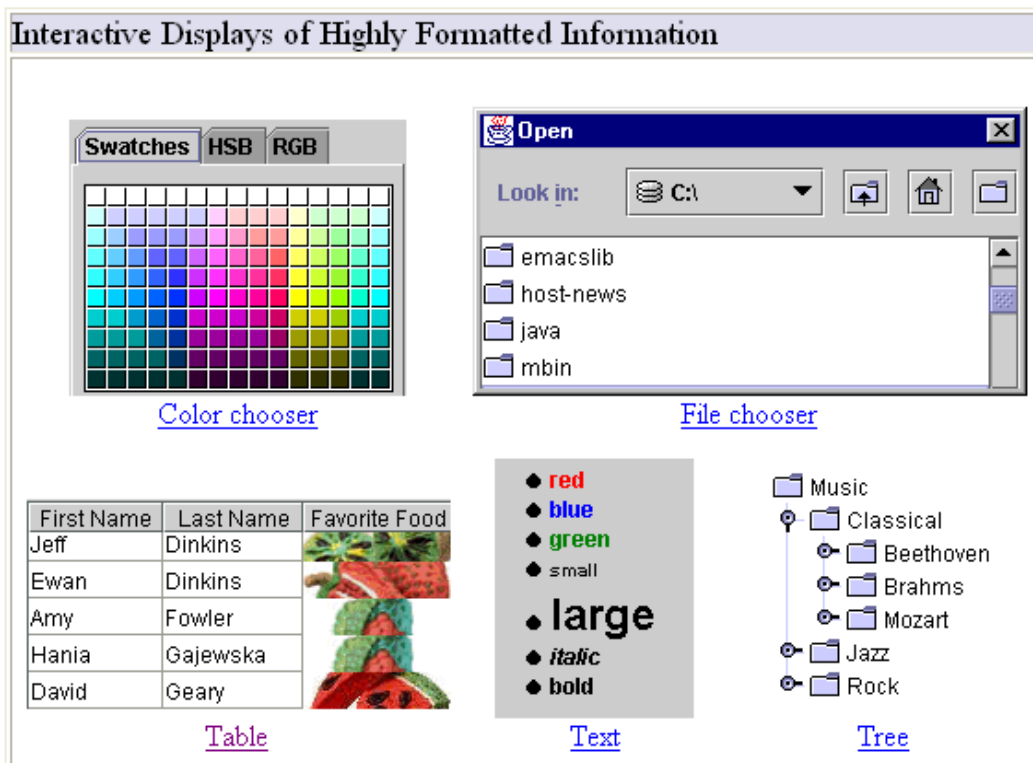 Interactive Displays of Highly Formatted Information
Swatches HSB RGB
Color chooser
Open
Look in: C:\
emacslib
host-news
java
mbin
File chooser
First Name Last Name Favorite Food
Jeff Dinkins
Ewan Dinkins
Amy Fowler
Hania Gajewska
David Geary
Table
red
blue
green
small
large
italic
bold
Text
Music
Classical
Beethoven
Brahms
Mozart
Jazz
Rock
Tree